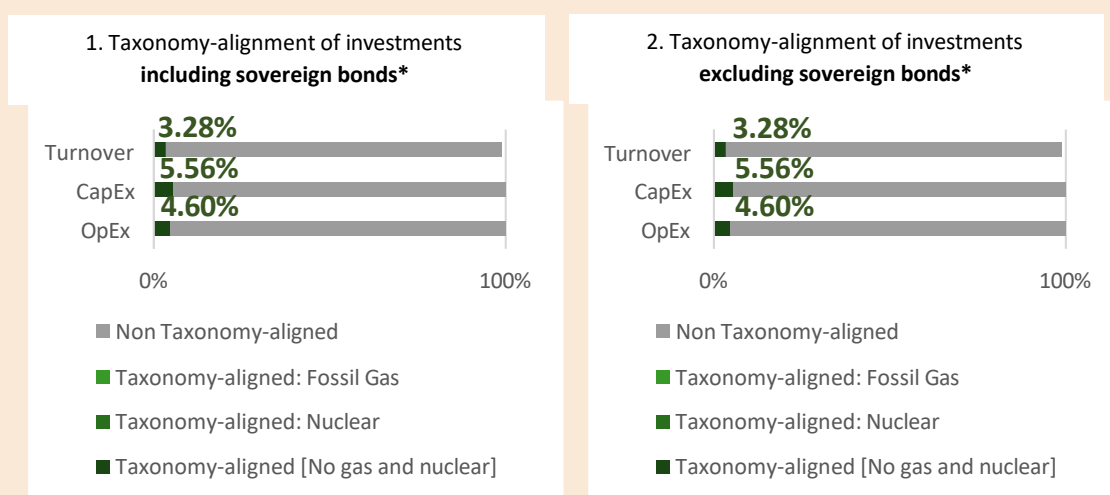 1. Taxonomy-alignment of investments
including sovereign bonds*
3.28%
Turnover
5.56%
CapEx
4.60%
OpEx
0% 100%
Non Taxonomy-aligned
Taxonomy-aligned: Fossil Gas
Taxonomy-aligned: Nuclear
Taxonomy-aligned [No gas and nuclear]
2. Taxonomy-alignment of investments
excluding sovereign bonds*
3.28%
Turnover
5.56%
CapEx
4.60%
OpEx
0% 100%
Non Taxonomy-aligned
Taxonomy-aligned: Fossil Gas
Taxonomy-aligned: Nuclear
Taxonomy-aligned [No gas and nuclear]